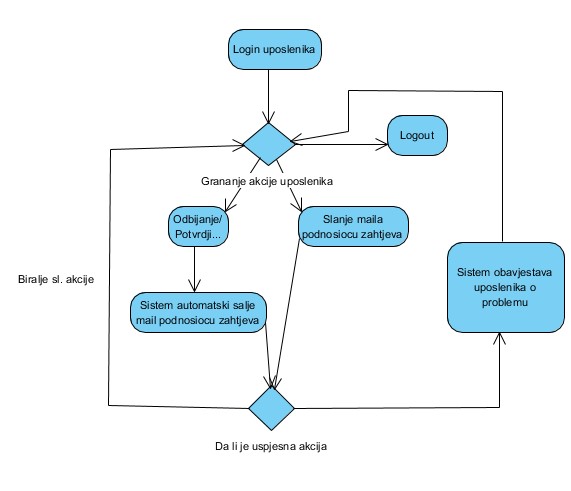 Login uposlenika
Logout
Grananje akcije uposlenika
Odbijanje/
Potvrdji...
Slanje maila
podnosiocu zahtjeva
Sistem obavjestava
uposlenika o
problemu
Biralje sl. akcije
Sistem automatski salje
mail podnosiocu zahtjeva
Da li je uspjesna akcija